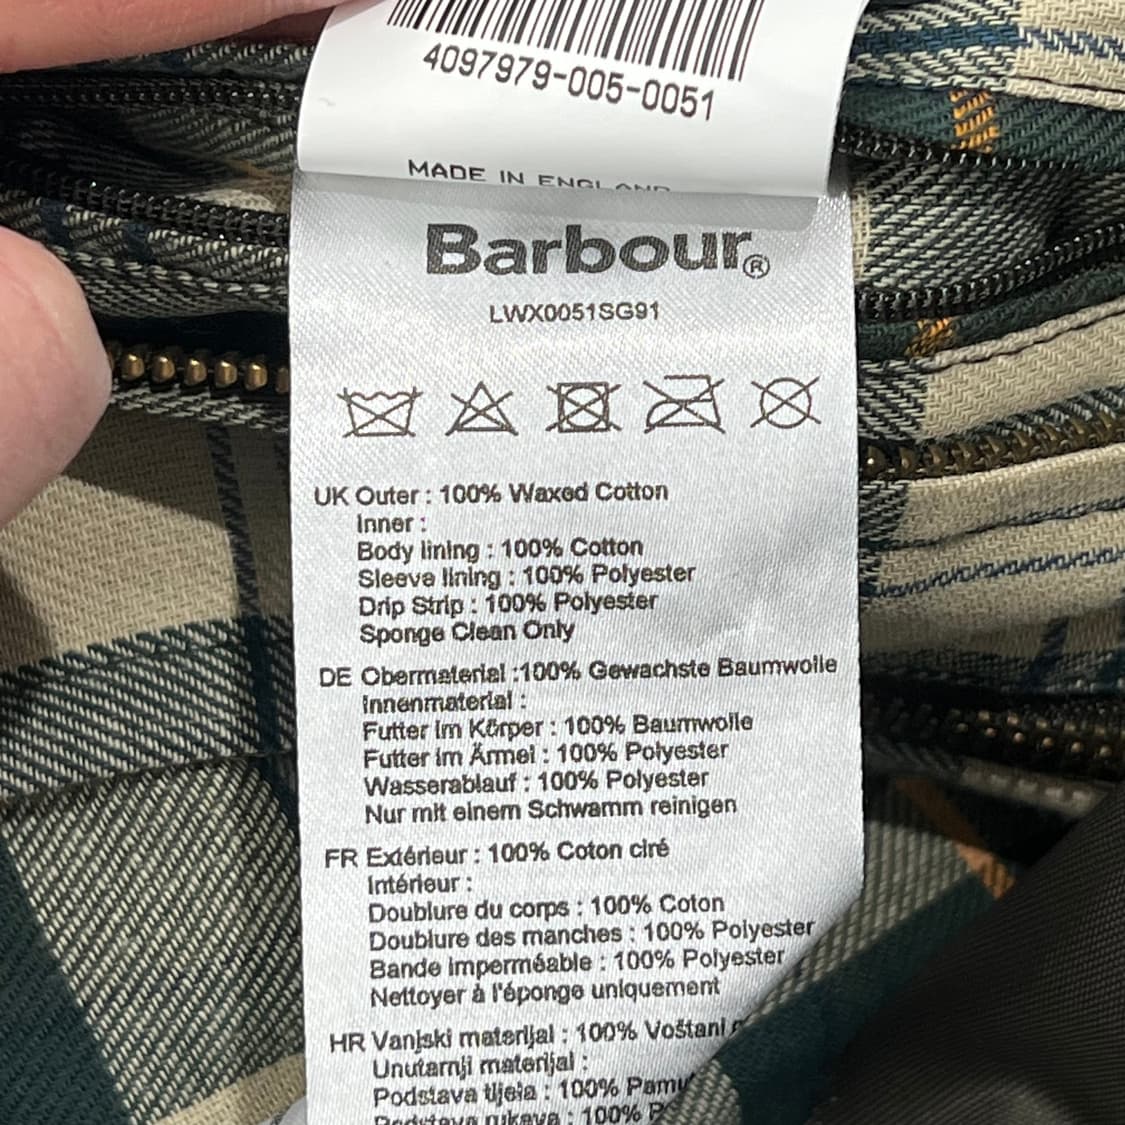 4097979-005-0051
MADE IN ENGLAND
Barbour®
LWX0051SG91
UK Outer : 100% Waxed Cotton
Inner :
Body lining : 100% Cotton
Sleeve lining : 100% Polyester
Drip Strip : 100% Polyester
Sponge Clean Only
DE Obermaterial :100% Gewachste Baumwolle
Innenmaterial :
Futter im Körper : 100% Baumwolle
Futter im Ärmel : 100% Polyester
Wasserablauf : 100% Polyester
Nur mit einem Schwamm reinigen
FR Extérieur : 100% Coton ciré
Intérieur :
Doublure du corps : 100% Coton
Doublure des manches : 100% Polyester
Bande imperméable : 100% Polyester
Nettoyer à l'éponge uniquement
HR Vanjski materijal : 100% Voštani
Unutarnji materijal :
Podstava tijela : 100%
Podstava rukava : 100%